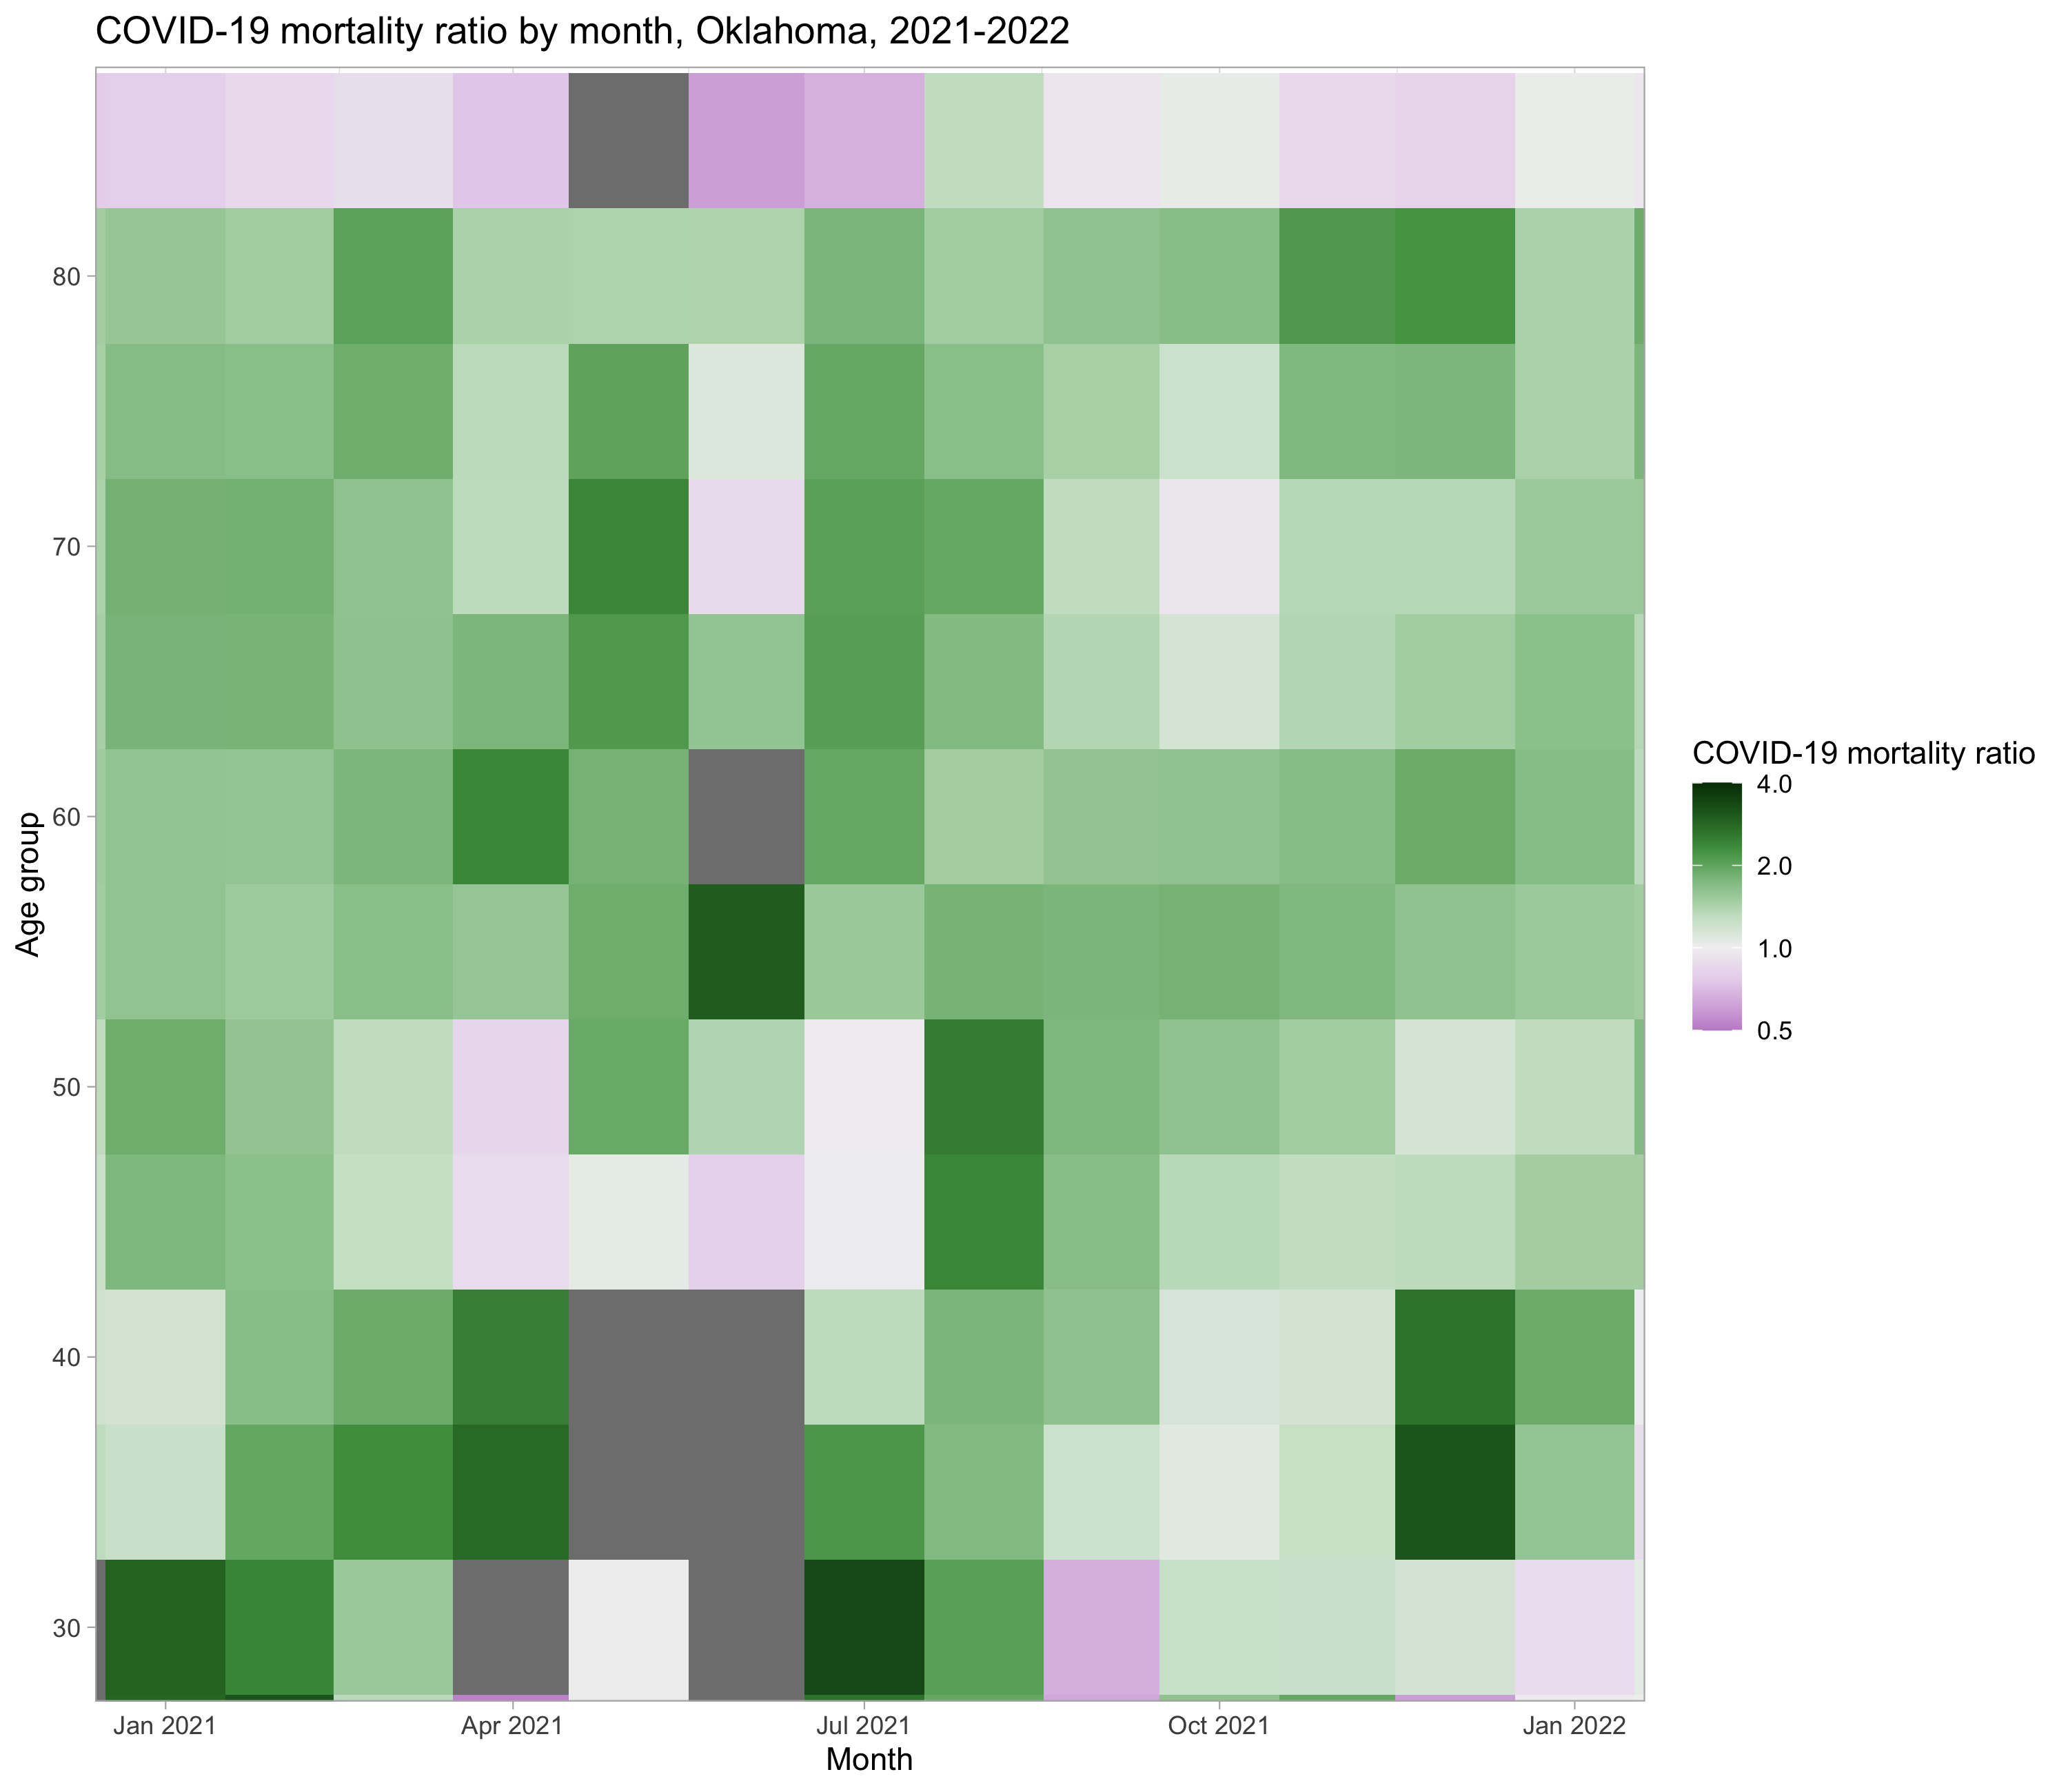 COVID-19 mortality ratio by month, Oklahoma, 2021-2022
80
70
60
50
40
30
Age group
Jan 2021
Apr 2021
Jul 2021
Oct 2021
Jan 2022
Month
COVID-19 mortality ratio
4.0
2.0
1.0
0.5